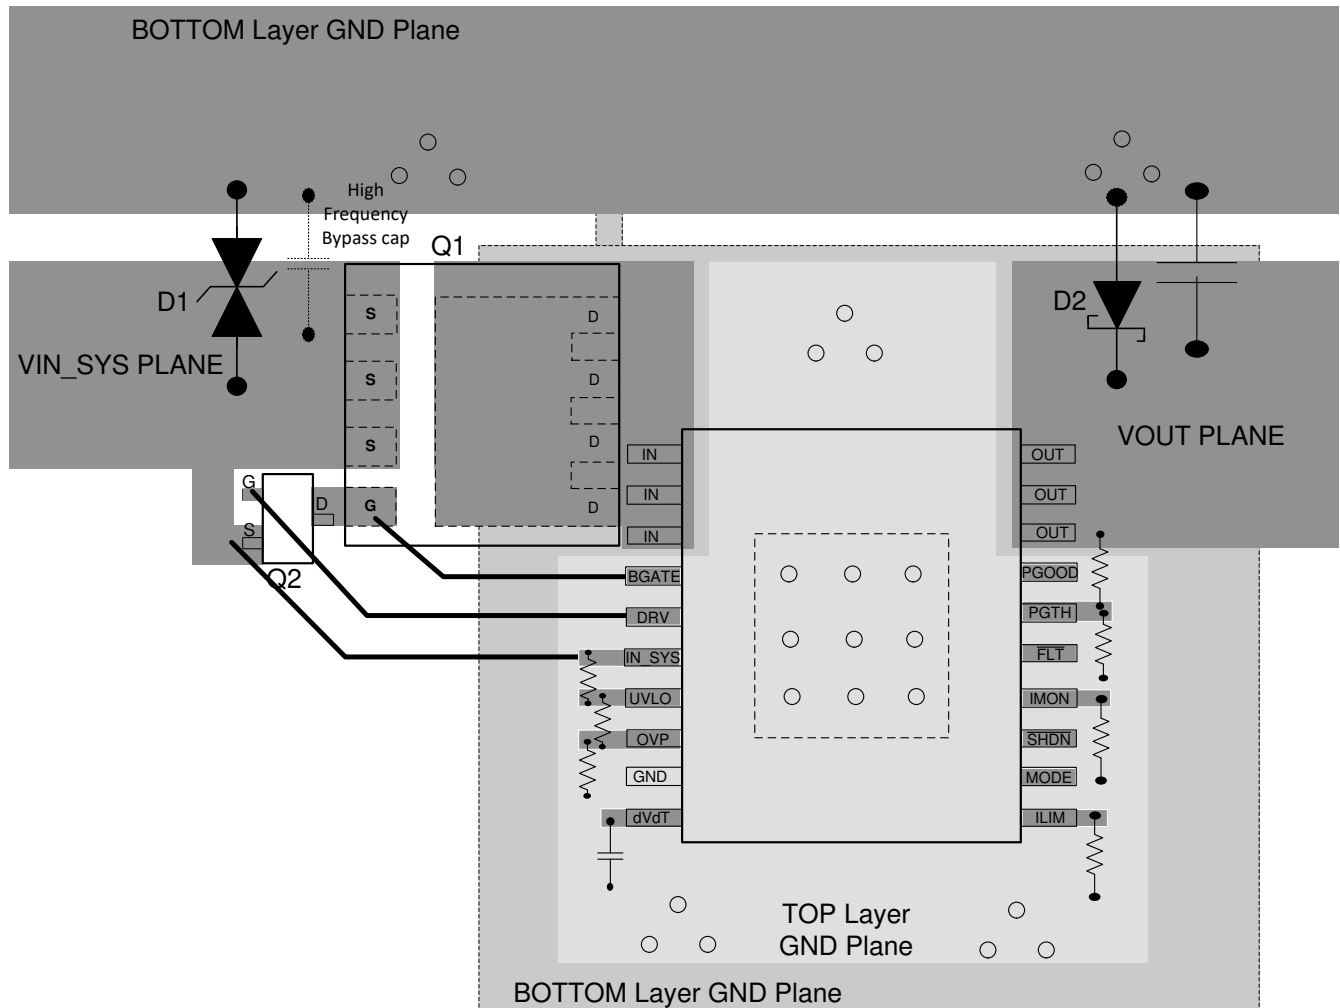 BOTTOM Layer GND Plane
High
Frequency
Bypass cap
Q1
D1
D2
S
D
VIN_SYS PLANE
S
D
VOUT PLANE
S
D
IN
OUT
G
D
G
D
IN
OUT
S
IN
OUT
Q2
BGATE
PGOOD
DRV
PGTH
IN_SYS
FLT
UVLO
IMON
OVP
SHDN
GND
MODE
dVdT
ILIM
TOP Layer
GND Plane
BOTTOM Layer GND Plane